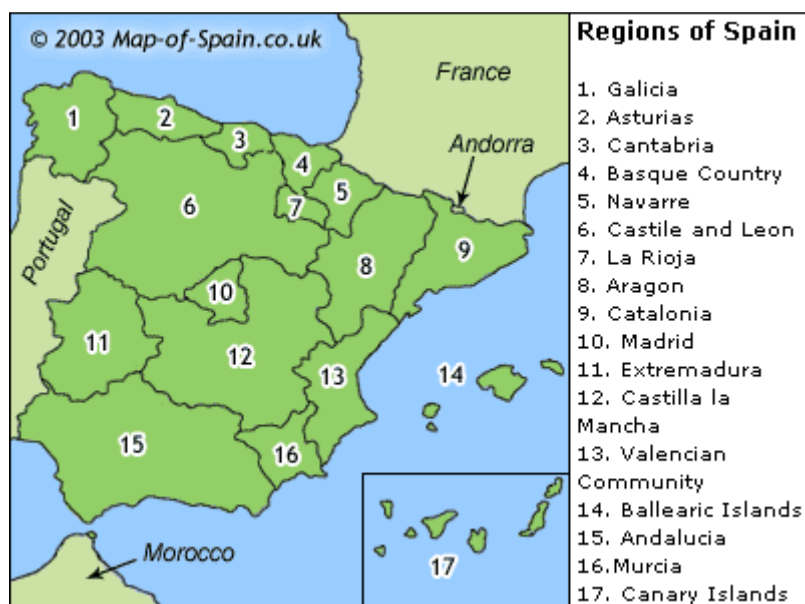 © 2003 Map-of-Spain.co.uk
France
Andorra
Portugal
Morocco
1
2
3
4
5
6
7
8
9
10
11
12
13
14
15
16
17
Regions of Spain
1. Galicia
2. Asturias
3. Cantabria
4. Basque Country
5. Navarre
6. Castile and Leon
7. La Rioja
8. Aragon
9. Catalonia
10. Madrid
11. Extremadura
12. Castilla la
Mancha
13. Valencian
Community
14. Ballearic Islands
15. Andalucia
16.Murcia
17. Canary Islands